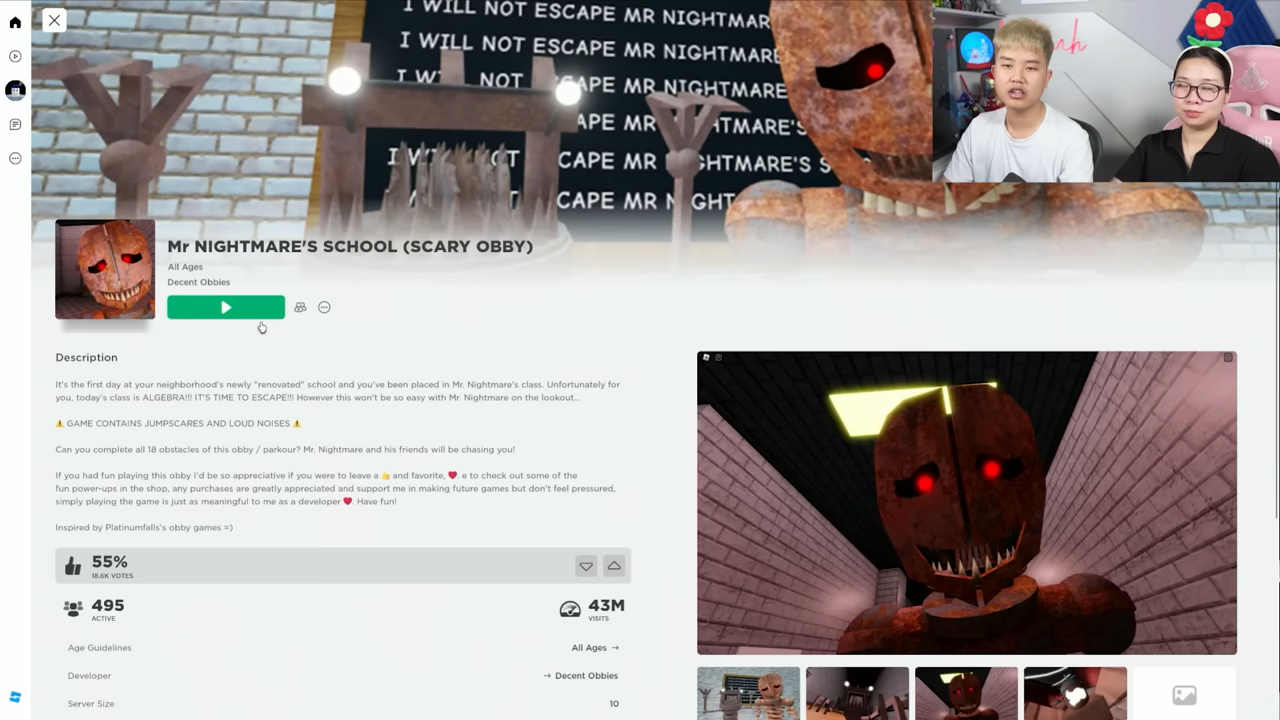 I WILL NOT ESCAPE MR NIGHTMARE
I WILL NOT ESCAPE MR NIGHTMARE
NOT ESCAPE MR NIGHTMARE
APE MR NIGHTMARE'S
CAPE MR NIGHTMARE'S S
CAPE MR
Mr NIGHTMARE'S SCHOOL (SCARY OBBY)
All Ages
Decent Obbies
Description
It's the first day at your neighborhood's newly "renovated" school and you've been placed in Mr. Nightmare's class. Unfortunately for
you, today's class is ALGEBRA!!! IT'S TIME TO ESCAPE!!! However this won't be so easy with Mr. Nightmare on the lookout...
⚠️ GAME CONTAINS JUMPSCARES AND LOUD NOISES ⚠️
Can you complete all 18 obstacles of this obby / parkour? Mr. Nightmare and his friends will be chasing you!
If you had fun playing this obby I'd be so appreciative if you were to leave a 👍 and favorite, ❤️. e to check out some of the
fun power-ups in the shop, any purchases are greatly appreciated and support me in making future games but don't feel pressured,
simply playing the game is just as meaningful to me as a developer ❤️. Have fun!
Inspired by Platinumfalls's obby games =)
55%
18.6K VOTES
495
ACTIVE
43M
VISITS
Age Guidelines
All Ages →
Developer
→ Decent Obbies
Server Size
10